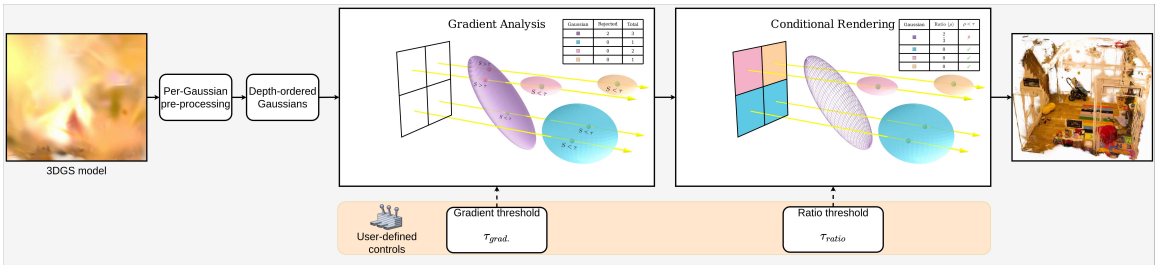 3DGS model
Per-Gaussian
pre-processing
Depth-ordered
Gaussians
Gradient Analysis
Gaussian Rejected Total
2 3
0 1
0 2
0 1
S > τ
S > τ
S < τ
S < τ
S < τ
S < τ
S < τ
Conditional Rendering
Gaussian Ratio (ρ) ρ < τ
2
3 ✗
0 ✓
0 ✓
0 ✓
User-defined
controls
Gradient threshold
τgrad.
Ratio threshold
τratio